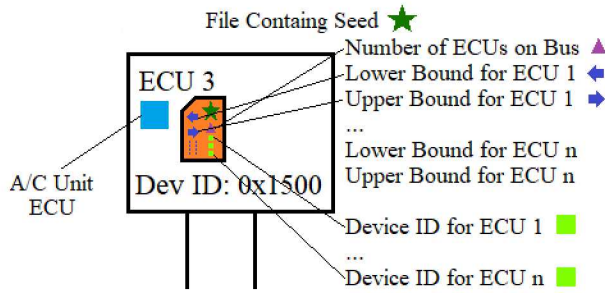 File Containg Seed
Number of ECUs on Bus
Lower Bound for ECU 1
Upper Bound for ECU 1
...
Lower Bound for ECU n
Upper Bound for ECU n
ECU 3
Dev ID: 0x1500
A/C Unit
ECU
Device ID for ECU 1
...
Device ID for ECU n